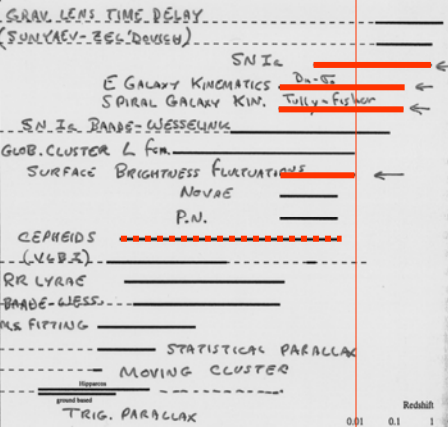 GRAV. LENS TIME DELAY
(SUNYAEV-ZEL'DOVICH)
SN Ia
E GALAXY KINEMATICS Dn-σ
SPIRAL GALAXY KIN. Tully-Fisher
SN Ia BAADE-WESSELINK
GLOB. CLUSTER L fcn.
SURFACE BRIGHTNESS FLUCTUATIONS
NOVAE
P.N.
CEPHEIDS
(V&BI)
RR LYRAE
BAADE-WESS.
M.S FITTING
STATISTICAL PARALLAX
MOVING CLUSTER
Hipparcos
ground based
TRIG. PARALLAX
Redshift
0.01 0.1 1